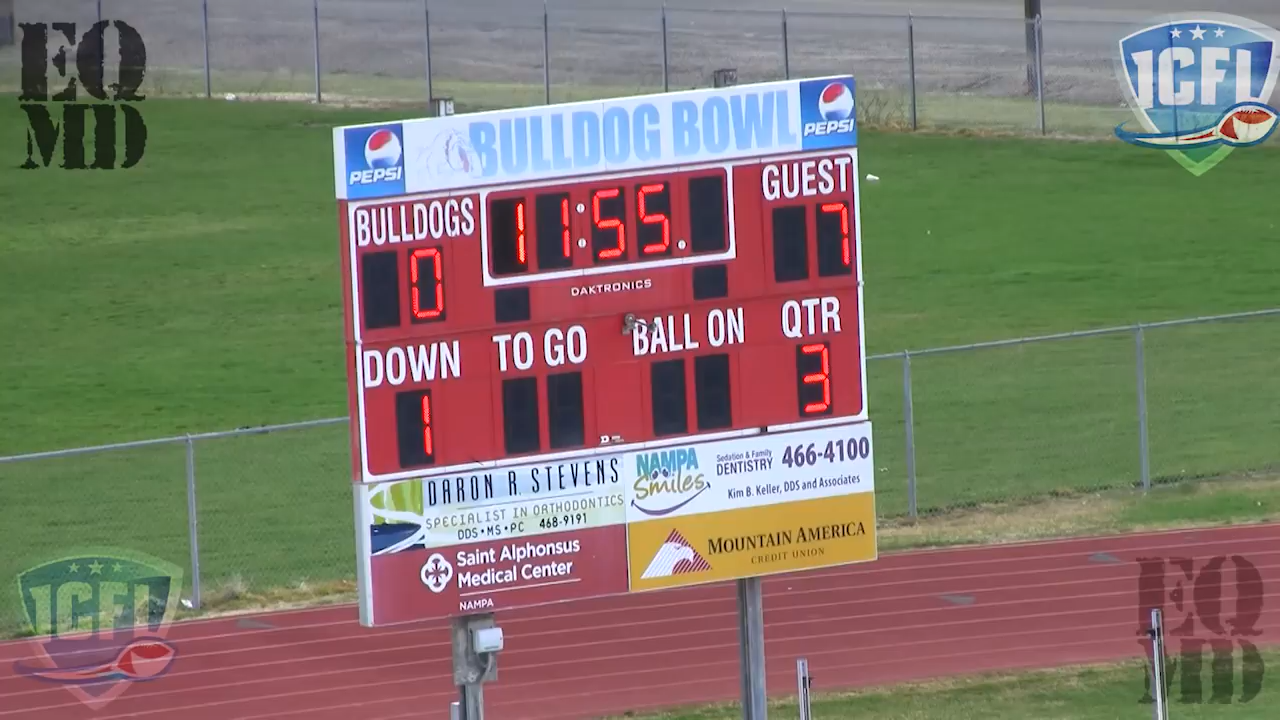 EQ
MD
1CFL
PEPSI
BULLDOG BOWL
PEPSI
BULLDOGS
11:55
GUEST
0
7
DAKTRONICS
DOWN
TO GO
BALL ON
QTR
1
3
DARON R. STEVENS
SPECIALIST IN ORTHODONTICS
DDS•MS•PC 468-9191
NAMPA
Smiles
Sedation & Family
DENTISTRY
466-4100
Kim B. Keller, DDS and Associates
Saint Alphonsus
Medical Center
NAMPA
MOUNTAIN AMERICA
CREDIT UNION
1CFL
EQ
MD